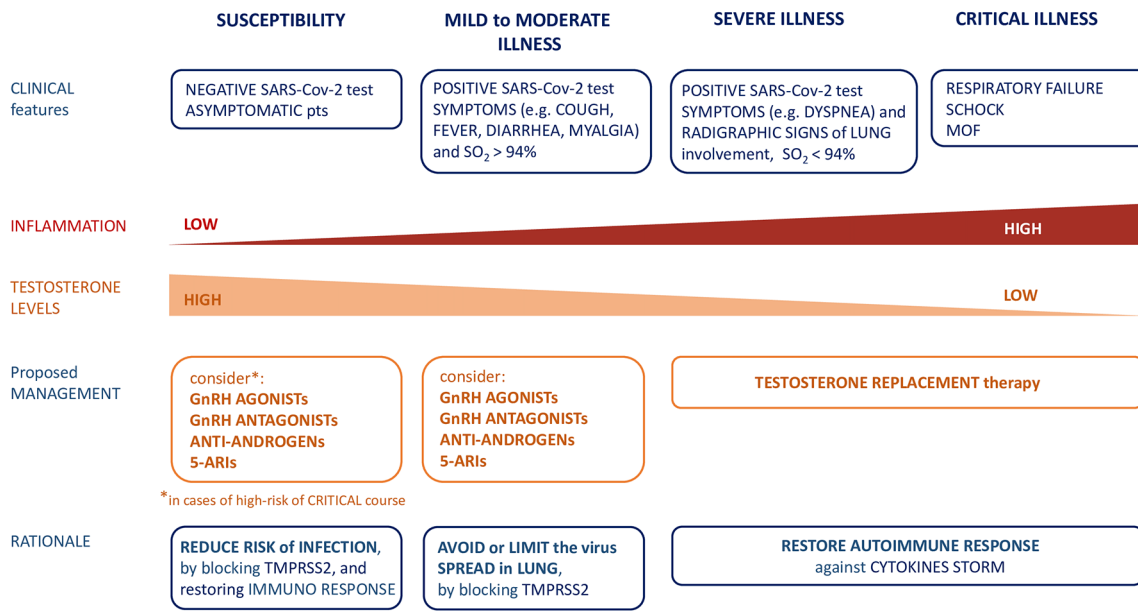 SUSCEPTIBILITY
MILD to MODERATE
ILLNESS
SEVERE ILLNESS
CRITICAL ILLNESS
CLINICAL
features
NEGATIVE SARS-Cov-2 test
ASYMPTOMATIC pts
POSITIVE SARS-Cov-2 test
SYMPTOMS (e.g. COUGH,
FEVER, DIARRHEA, MYALGIA)
and SO2 > 94%
POSITIVE SARS-Cov-2 test
SYMPTOMS (e.g. DYSPNEA) and
RADIGRAPHIC SIGNS of LUNG
involvement, SO2 < 94%
RESPIRATORY FAILURE
SCHOCK
MOF
INFLAMMATION
LOW
HIGH
TESTOSTERONE
LEVELS
HIGH
LOW
Proposed
MANAGEMENT
consider*:
GnRH AGONISTs
GnRH ANTAGONISTs
ANTI-ANDROGENs
5-ARIs
consider:
GnRH AGONISTs
GnRH ANTAGONISTs
ANTI-ANDROGENs
5-ARIs
TESTOSTERONE REPLACEMENT therapy
*in cases of high-risk of CRITICAL course
RATIONALE
REDUCE RISK of INFECTION,
by blocking TMPRSS2, and
restoring IMMUNO RESPONSE
AVOID or LIMIT the virus
SPREAD in LUNG,
by blocking TMPRSS2
RESTORE AUTOIMMUNE RESPONSE
against CYTOKINES STORM